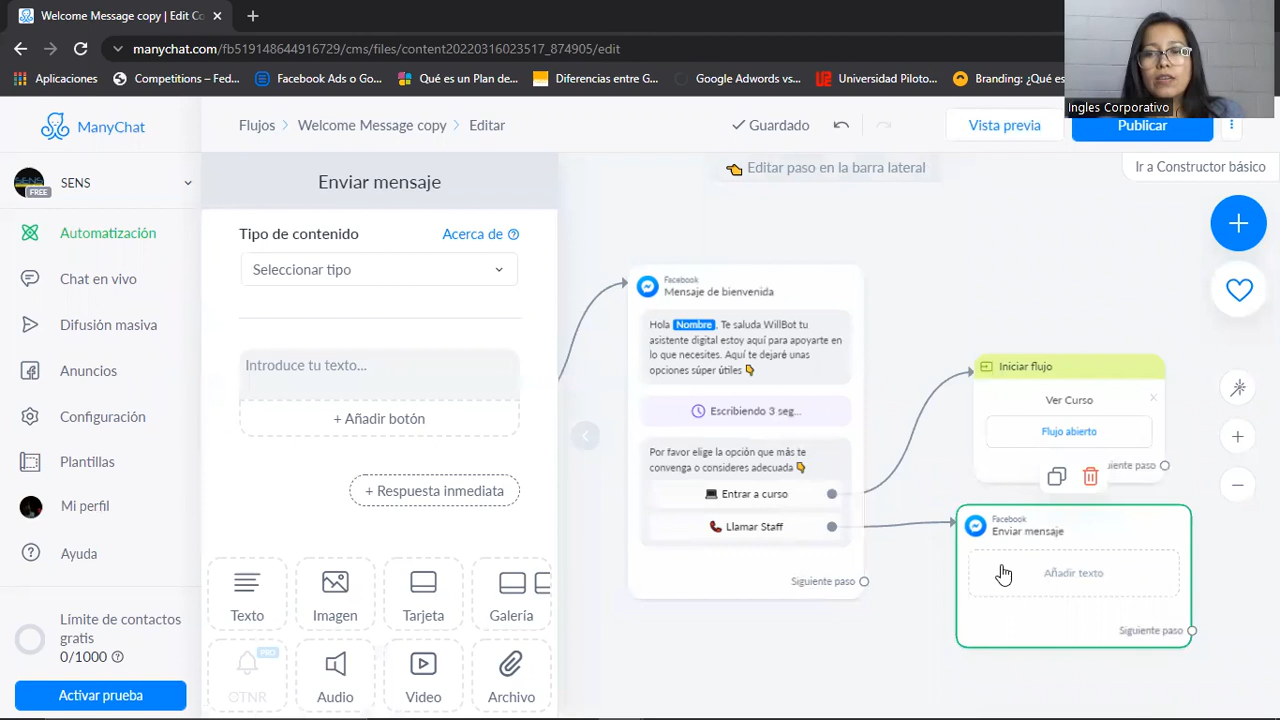 Welcome Message copy | Edit Co
manychat.com/fb519148644916729/cms/files/content2021
16023517_874905/edit
Aplicaciones
Competitions – Fed...
Facebook Ads o Go...
Qué es el Plan de...
Diferencias entre G...
Google Adwords vs...
Universidad Piloto...
Branding: ¿Qué es
Ingles Corporativo
ManyChat
Flujos
Welcome Message copy
Editar
Guardado
Vista previa
Publicar
SENS
FREE
Enviar mensaje
Editar paso en la barra lateral
Ir a Constructor básico
Automatización
Chat en vivo
Difusión masiva
Anuncios
Configuración
Plantillas
Mi perfil
Ayuda
Límite de contactos
gratis
0/1000
Activar prueba
Tipo de contenido
Acerca de
Seleccionar tipo
Introduce tu texto...
+ Añadir botón
+ Respuesta inmediata
Texto
Imagen
Tarjeta
Galería
PRO
OTNR
Audio
Video
Archivo
Facebook
Mensaje de bienvenida
Hola Nombre, Te saluda WillBot tu
asistente digital estoy aquí para apoyarte en
lo que necesites. Aquí te dejaré unas
opciones súper útiles
Escribiendo 3 seg...
Por favor elige la opción que más te
convenga o consideres adecuada
Entrar a curso
Llamar Staff
Siguiente paso
Iniciar flujo
Ver Curso
Flujo abierto
uiente paso
Facebook
Enviar mensaje
Añadir texto
Siguiente paso